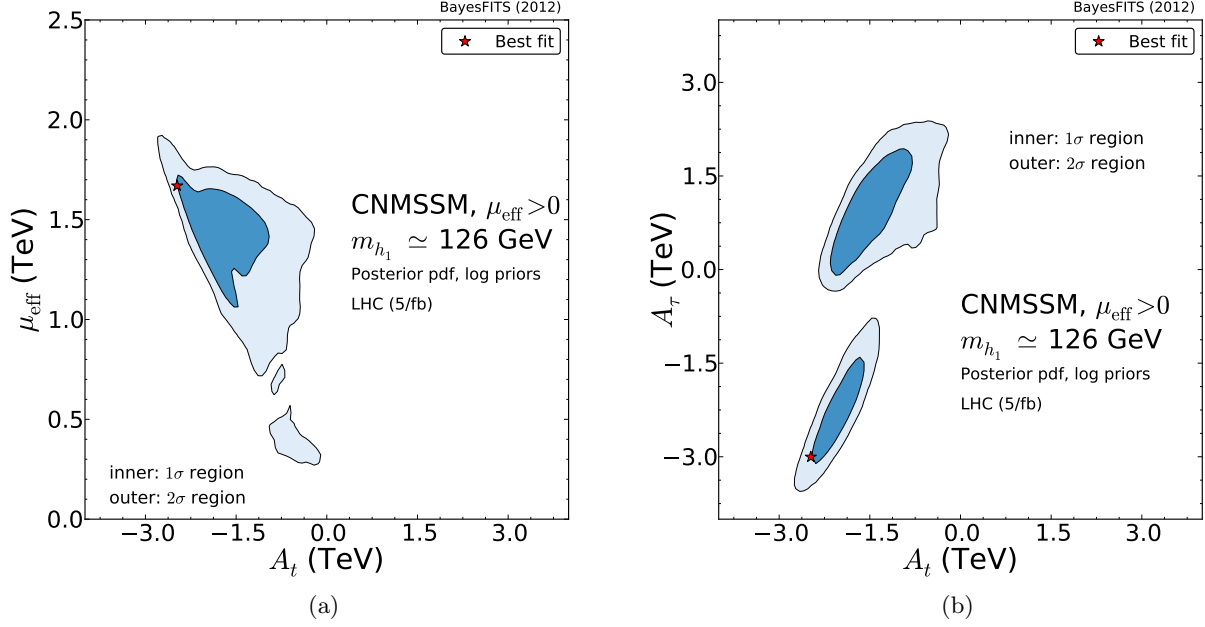 BayesFITS (2012)
Best fit
CNMSSM, μ_eff >0
m_h₁ ≃ 126 GeV
Posterior pdf, log priors
LHC (5/fb)
inner: 1σ region
outer: 2σ region
2.5
2.0
1.5
1.0
0.5
0.0
μ_eff (TeV)
−3.0 −1.5 0.0 1.5 3.0
A_t (TeV)
(a)
BayesFITS (2012)
Best fit
inner: 1σ region
outer: 2σ region
CNMSSM, μ_eff >0
m_h₁ ≃ 126 GeV
Posterior pdf, log priors
LHC (5/fb)
3.0
1.5
0.0
−1.5
−3.0
A_τ (TeV)
−3.0 −1.5 0.0 1.5 3.0
A_t (TeV)
(b)